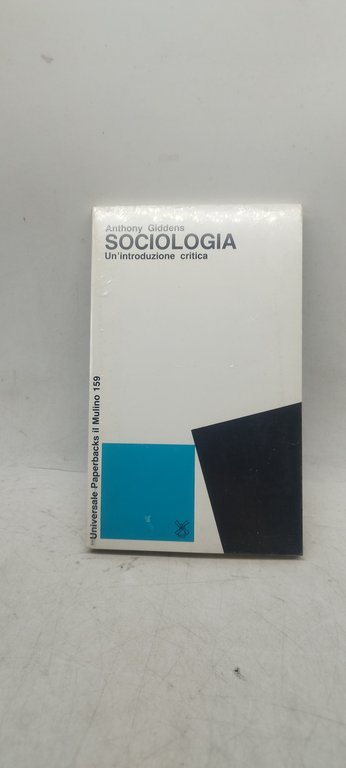 Anthony Giddens
SOCIOLOGIA
Un'introduzione critica
Universale Paperbacks il Mulino 159